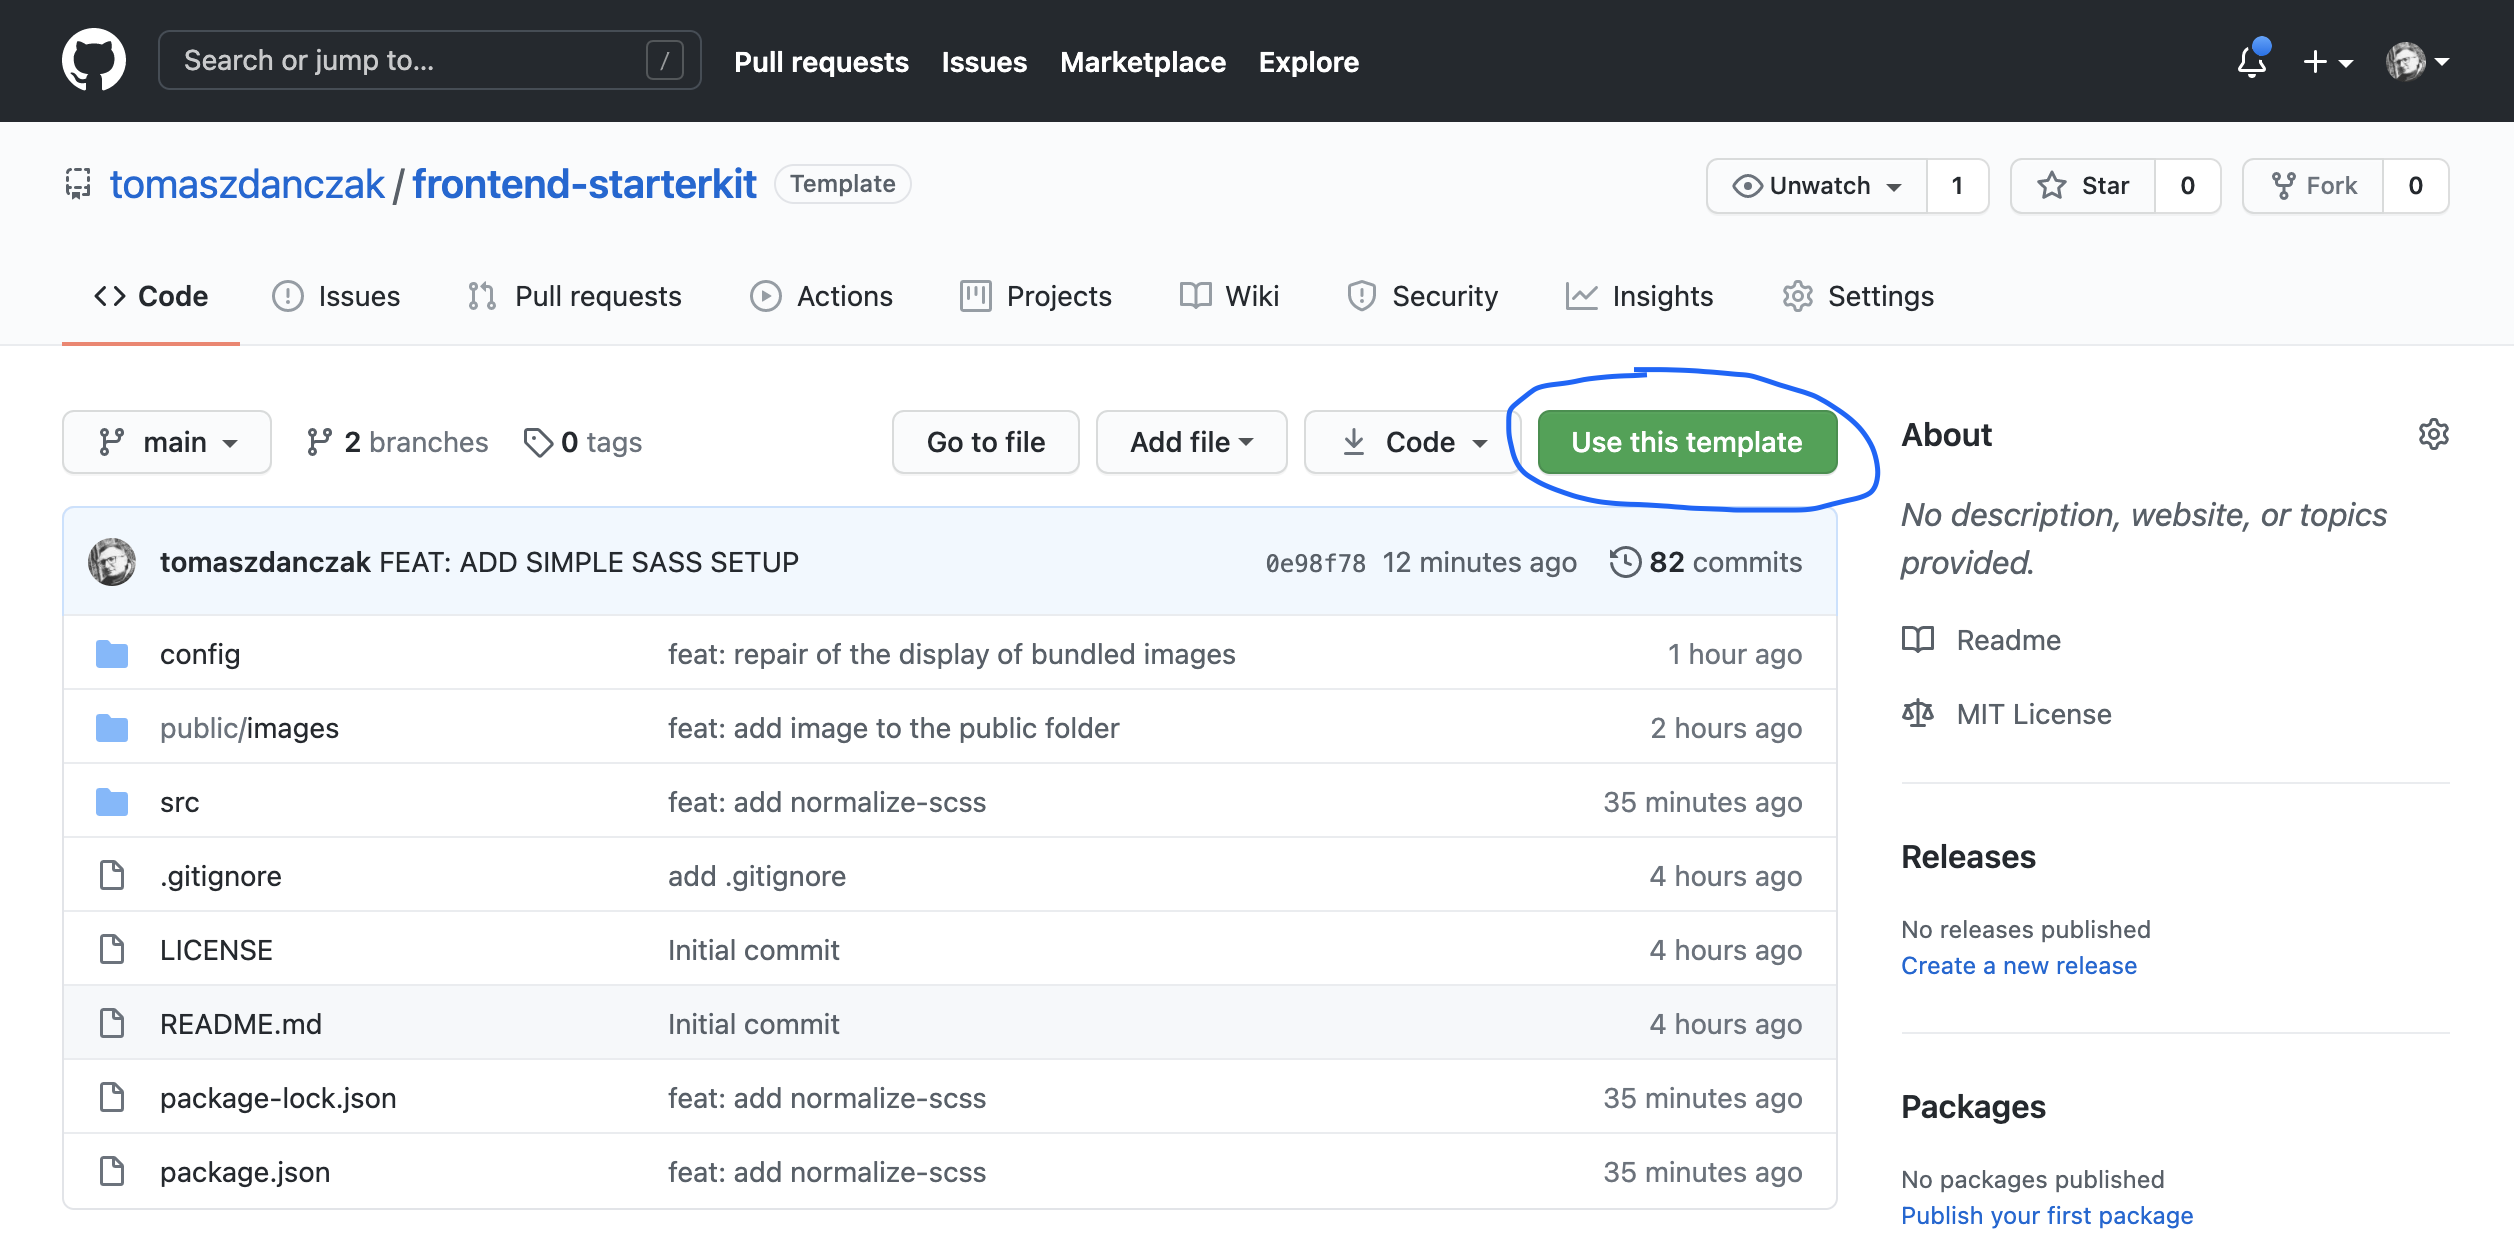 Search or jump to... / Pull requests Issues Marketplace Explore
tomaszdanczak / frontend-starterkit Template Unwatch 1 Star 0 Fork 0
Code Issues Pull requests Actions Projects Wiki Security Insights Settings
main 2 branches 0 tags Go to file Add file Code Use this template
tomaszdanczak FEAT: ADD SIMPLE SASS SETUP 0e98f78 12 minutes ago 82 commits
config feat: repair of the display of bundled images 1 hour ago
public/images feat: add image to the public folder 2 hours ago
src feat: add normalize-scss 35 minutes ago
.gitignore add .gitignore 4 hours ago
LICENSE Initial commit 4 hours ago
README.md Initial commit 4 hours ago
package-lock.json feat: add normalize-scss 35 minutes ago
package.json feat: add normalize-scss 35 minutes ago
About
No description, website, or topics
provided.
Readme
MIT License
Releases
No releases published
Create a new release
Packages
No packages published
Publish your first package